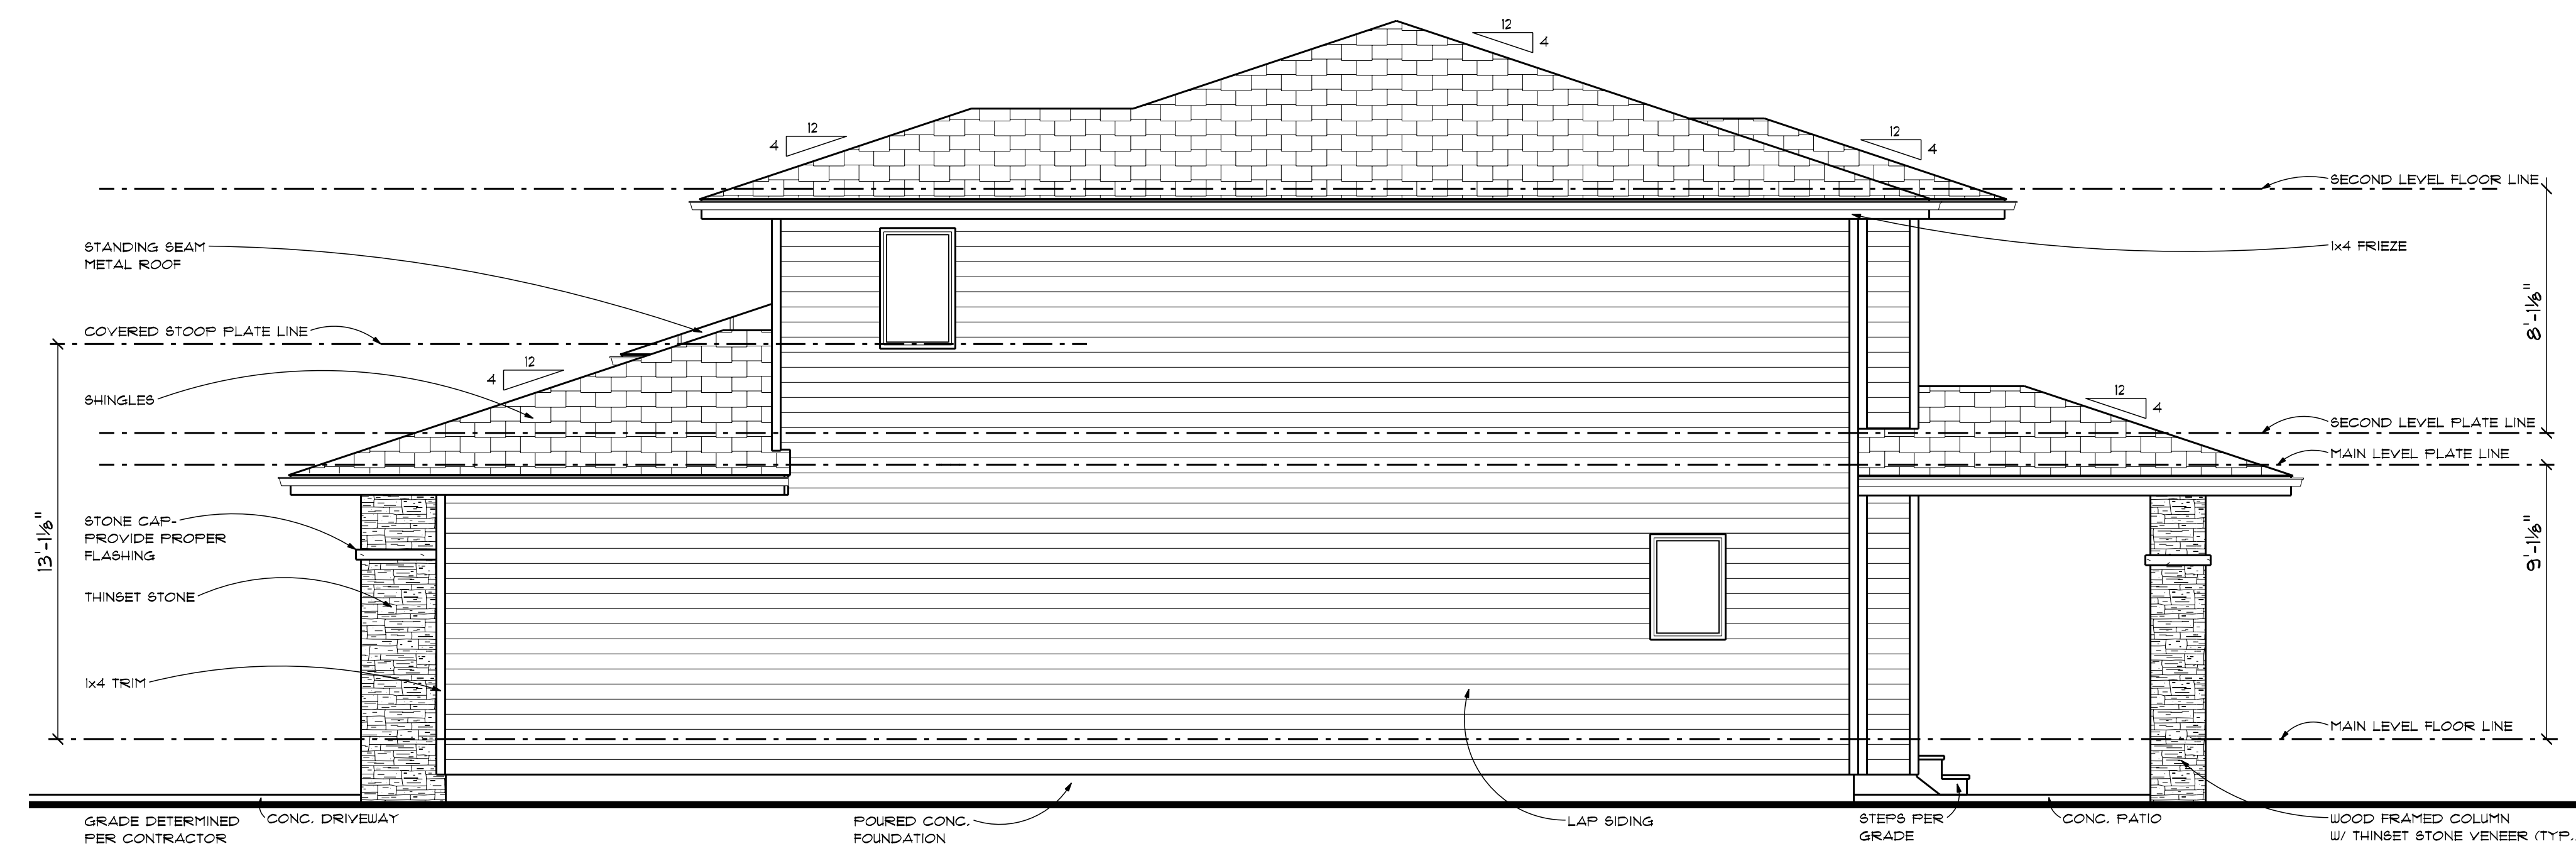 12
4
12
4
12
4
SECOND LEVEL FLOOR LINE
STANDING SEAM
METAL ROOF
1x4 FRIEZE
8'-1⅛"
COVERED STOOP PLATE LINE
12
4
SHINGLES
12
4
SECOND LEVEL PLATE LINE
MAIN LEVEL PLATE LINE
STONE CAP-
PROVIDE PROPER
FLASHING
13'-1⅛"
9'-1⅛"
THINSET STONE
1x4 TRIM
MAIN LEVEL FLOOR LINE
GRADE DETERMINED
PER CONTRACTOR
CONC. DRIVEWAY
POURED CONC.
FOUNDATION
LAP SIDING
STEPS PER
GRADE
CONC. PATIO
WOOD FRAMED COLUMN
W/ THINSET STONE VENEER (TYP.